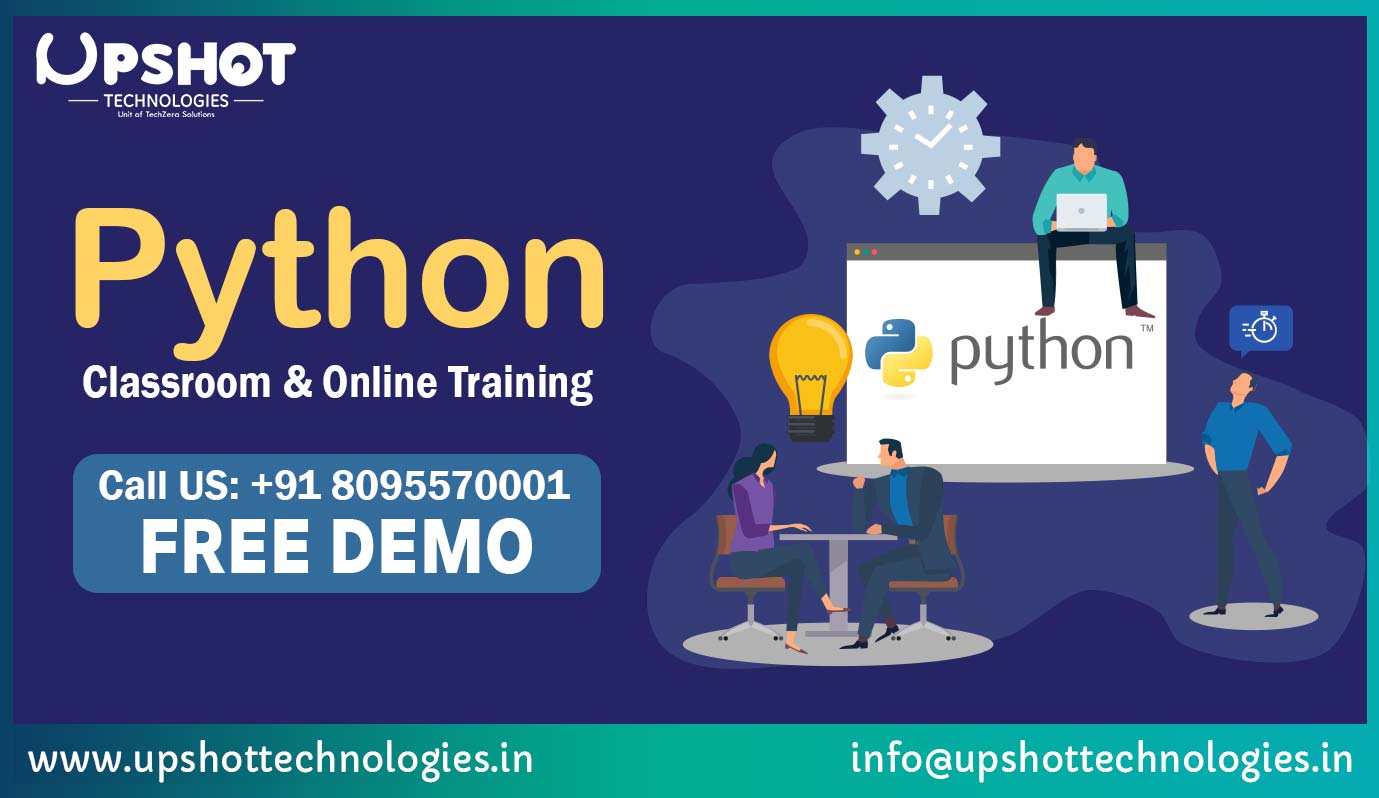 UPSHOT
TECHNOLOGIES
Unit of TechZera Solutions
Python
Classroom & Online Training
Call US: +91 8095570001
FREE DEMO
python™
www.upshottechnologies.in
info@upshottechnologies.in